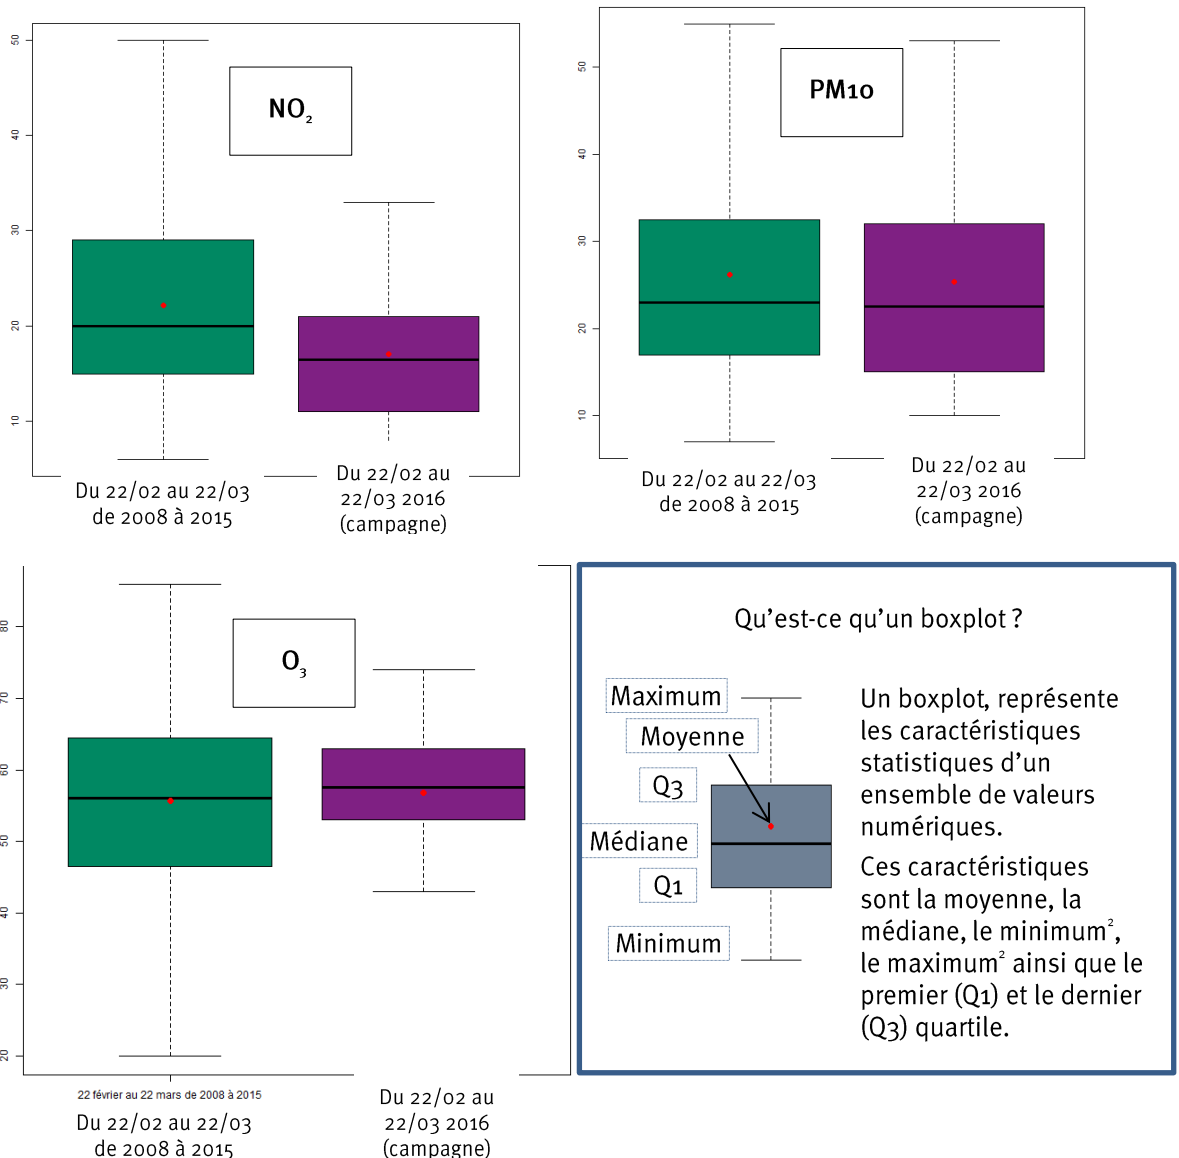 50
40
30
20
10
NO₂
Du 22/02 au 22/03
de 2008 à 2015
Du 22/02 au
22/03 2016
(campagne)
50
40
30
20
10
PM10
Du 22/02 au 22/03
de 2008 à 2015
Du 22/02 au
22/03 2016
(campagne)
80
70
60
50
40
30
20
O₃
22 février au 22 mars de 2008 à 2015
Du 22/02 au 22/03
de 2008 à 2015
Du 22/02 au
22/03 2016
(campagne)
Qu'est-ce qu'un boxplot ?
Maximum
Moyenne
Q3
Médiane
Q1
Minimum
Un boxplot, représente
les caractéristiques
statistiques d'un
ensemble de valeurs
numériques.
Ces caractéristiques
sont la moyenne, la
médiane, le minimum²,
le maximum² ainsi que le
premier (Q1) et le dernier
(Q3) quartile.